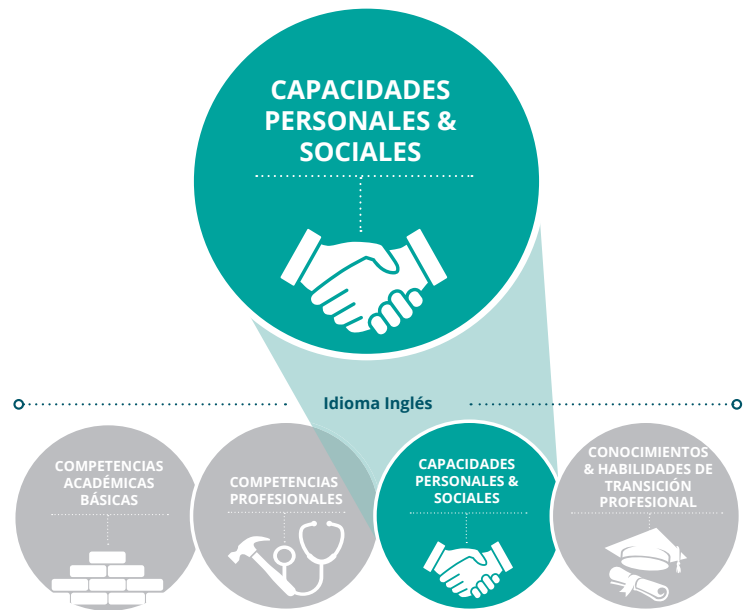 CAPACIDADES
PERSONALES &
SOCIALES
Idioma Inglés
COMPETENCIAS
ACADÉMICAS
BÁSICAS
COMPETENCIAS
PROFESIONALES
CAPACIDADES
PERSONALES &
SOCIALES
CONOCIMIENTOS
& HABILIDADES DE
TRANSICIÓN
PROFESIONAL